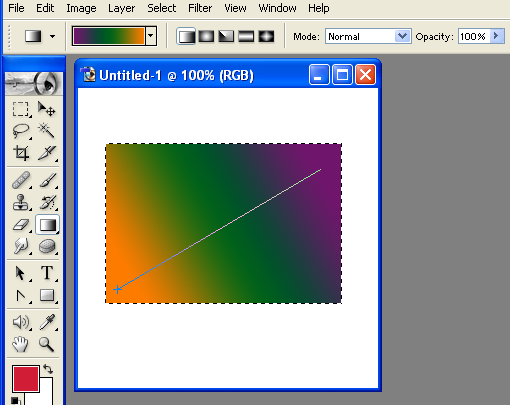 File Edit Image Layer Select Filter View Window Help
Mode: Normal Opacity: 100%
Untitled-1 @ 100% (RGB)
T